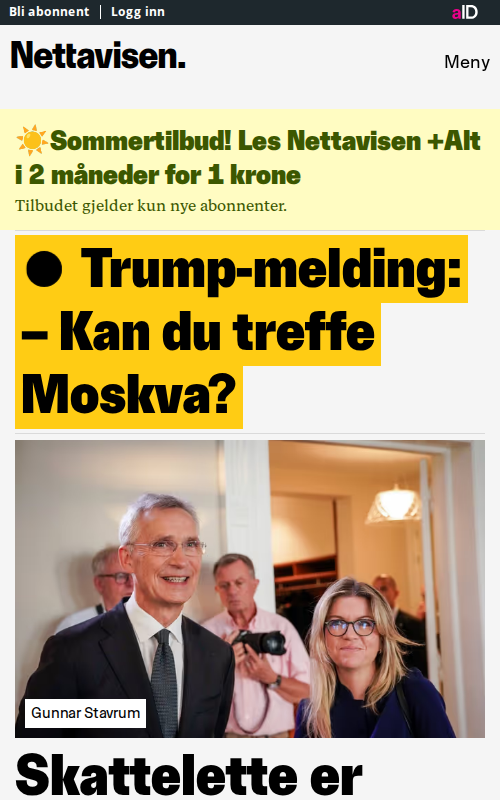 Bli abonnent | Logg inn
aID
Nettavisen.
Meny
☀️Sommertilbud! Les Nettavisen +Alt
i 2 måneder for 1 krone
Tilbudet gjelder kun nye abonnenter.
● Trump-melding:
– Kan du treffe
Moskva?
Gunnar Stavrum
Skattelette er